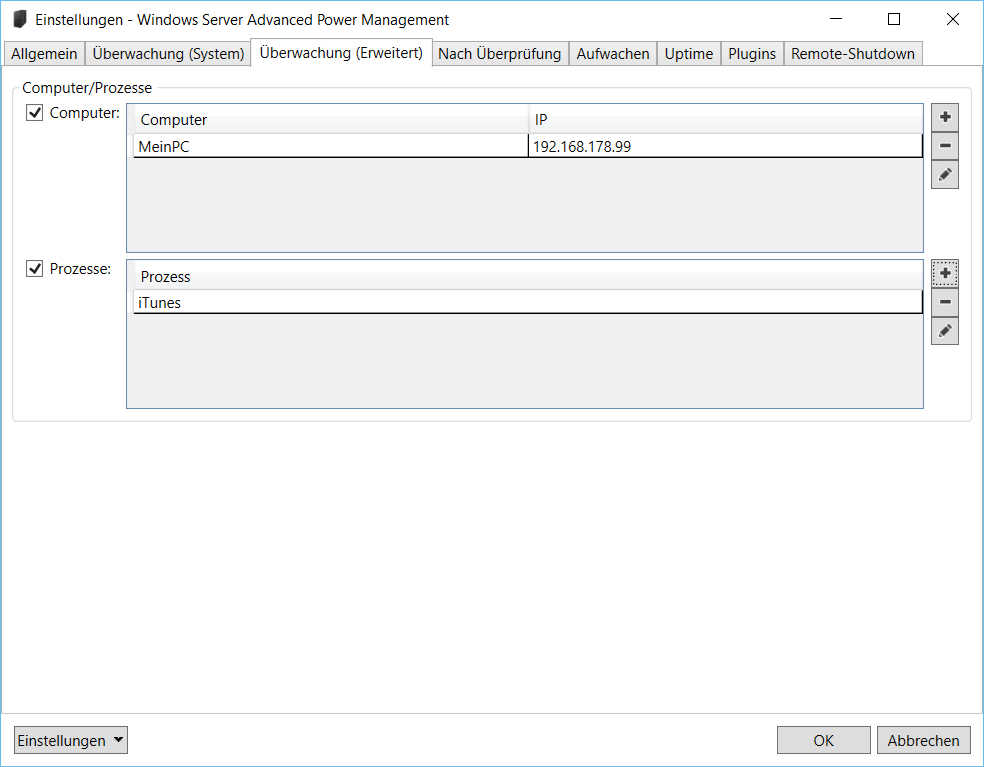 Einstellungen - Windows Server Advanced Power Management
Allgemein Überwachung (System) Überwachung (Erweitert) Nach Überprüfung Aufwachen Uptime Plugins Remote-Shutdown
Computer/Prozesse
Computer:
Computer IP
MeinPC 192.168.178.99
Prozesse:
Prozess
iTunes
Einstellungen OK Abbrechen